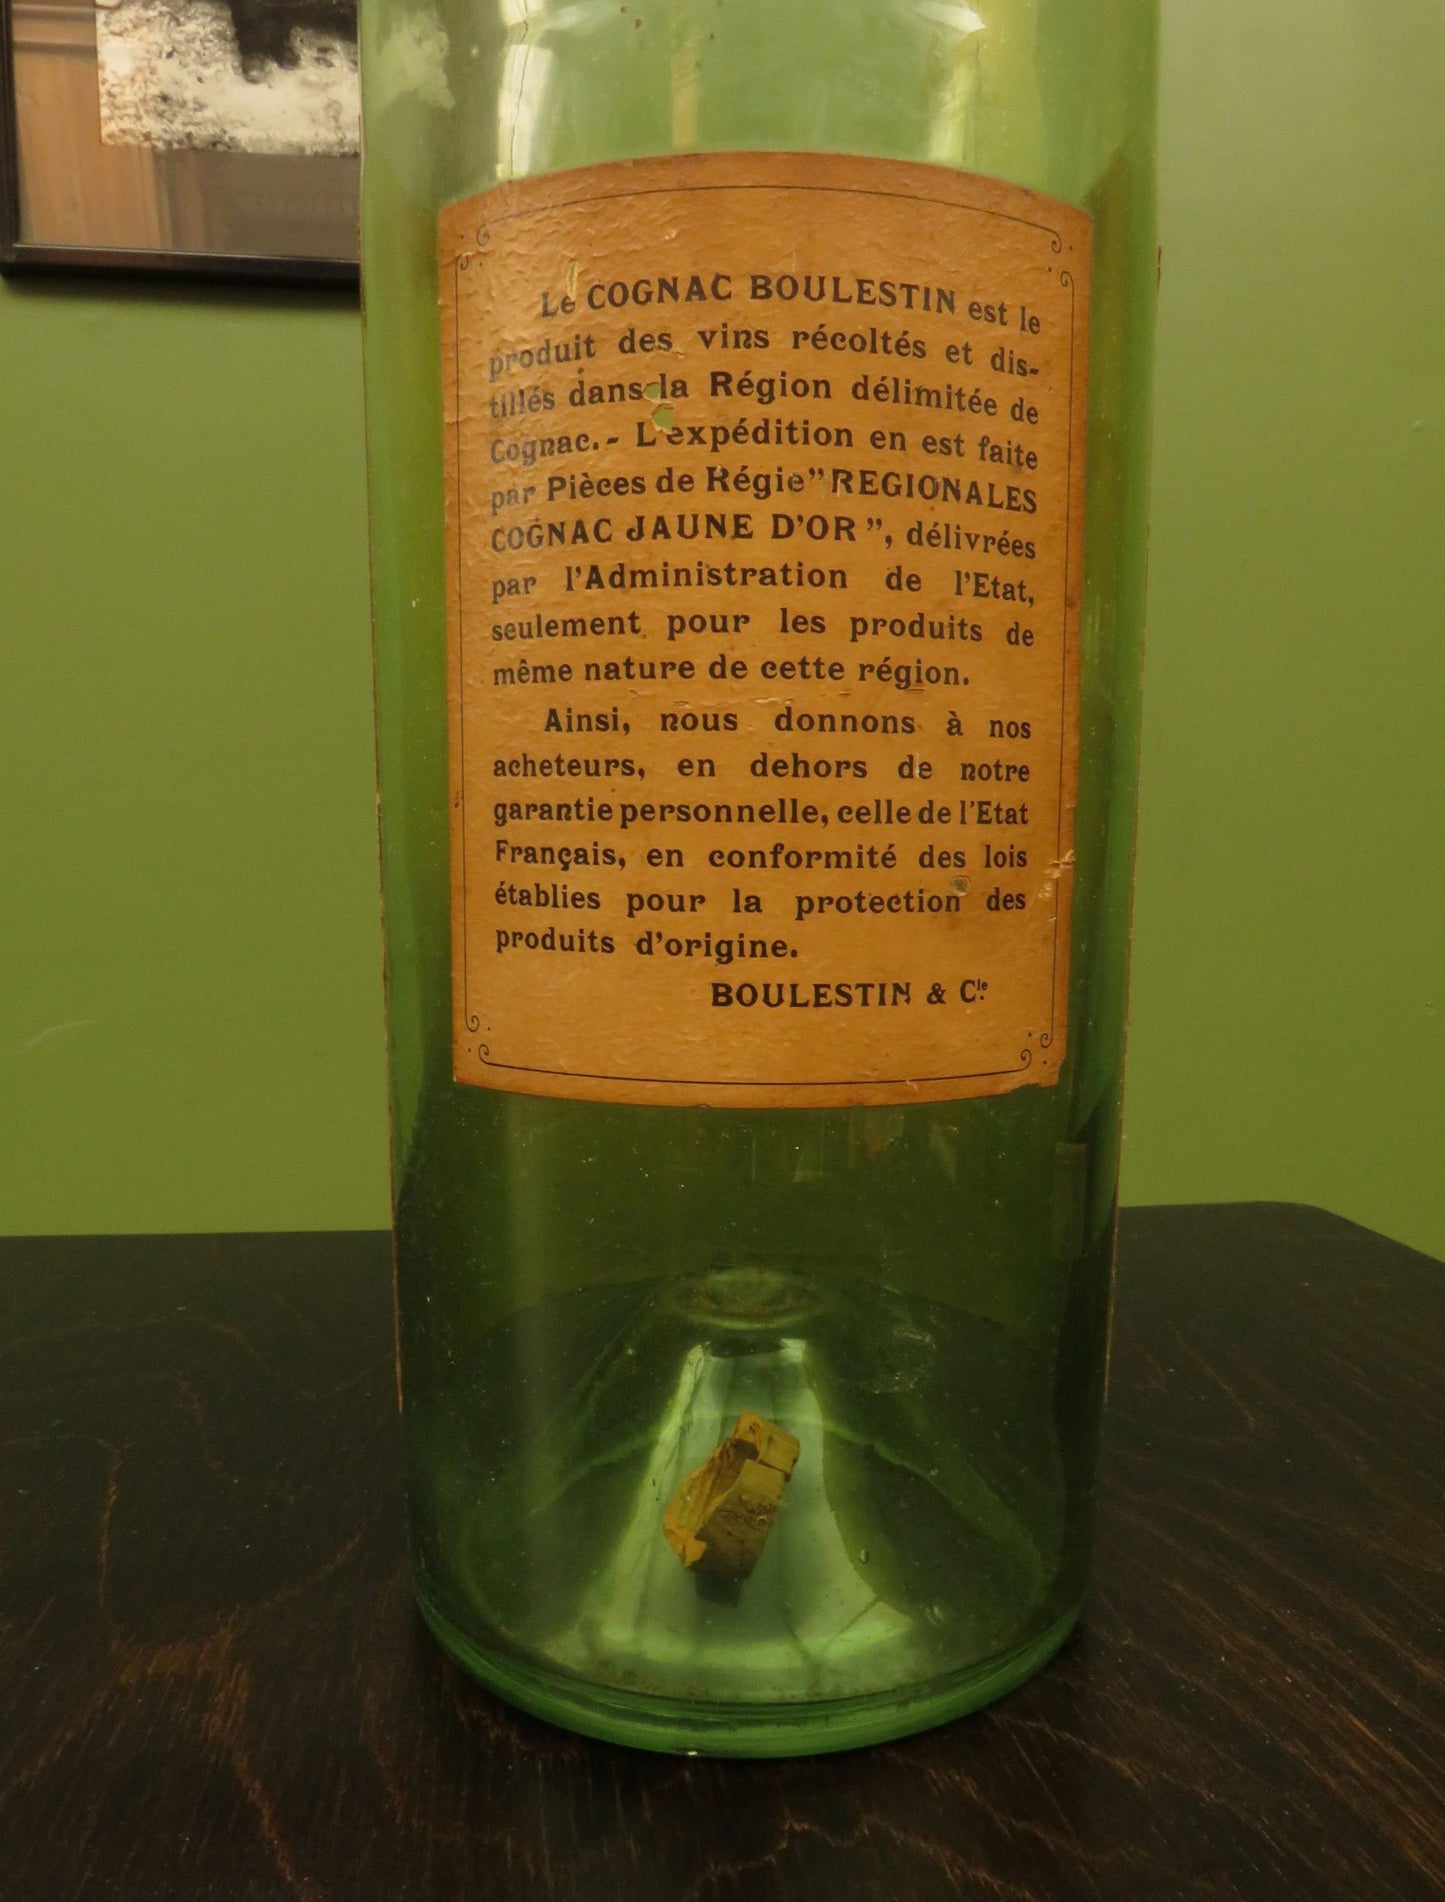 Le COGNAC BOULESTIN est le
produit des vins récoltés et dis-
tillés dans la Région délimitée de
Cognac.- L'expédition en est faite
par Pièces de Régie "REGIONALES
COGNAC JAUNE D'OR", délivrées
par l'Administration de l'Etat,
seulement pour les produits de
même nature de cette région.
Ainsi, nous donnons à nos
acheteurs, en dehors de notre
garantie personnelle, celle de l'Etat
Français, en conformité des lois
établies pour la protection des
produits d'origine.
BOULESTIN & Cie.